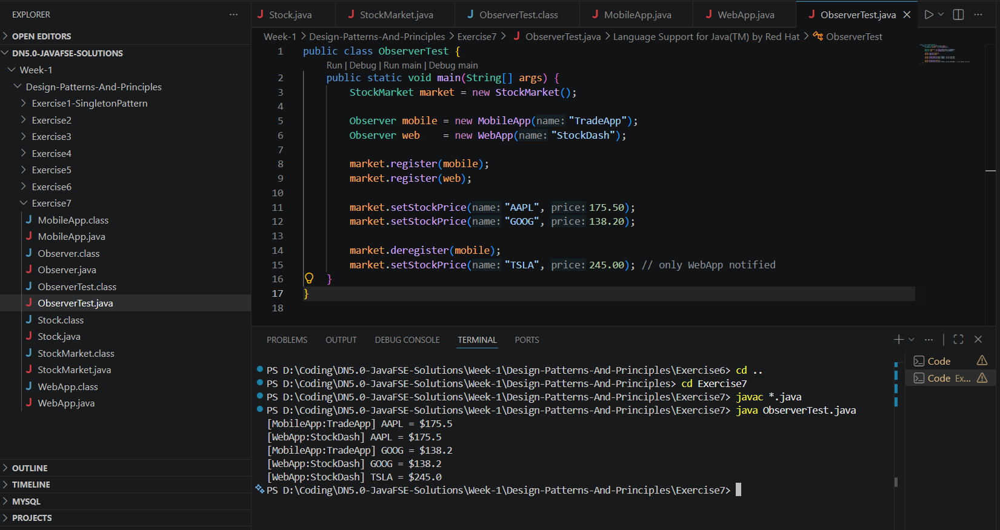 EXPLORER
OPEN EDITORS
DN5.0-JAVAFSE-SOLUTIONS
Week-1
Design-Patterns-And-Principles
Exercise1-SingletonPattern
Exercise2
Exercise3
Exercise4
Exercise5
Exercise6
Exercise7
J MobileApp.class
J MobileApp.java
J Observer.class
J Observer.java
J ObserverTest.class
J ObserverTest.java
J Stock.class
J Stock.java
J StockMarket.class
J StockMarket.java
J WebApp.class
J WebApp.java
OUTLINE
TIMELINE
MYSQL
PROJECTS
J Stock.java J StockMarket.java J ObserverTest.class J MobileApp.java J WebApp.java J ObserverTest.java
Week-1 > Design-Patterns-And-Principles > Exercise7 > J ObserverTest.java > Language Support for Java(TM) by Red Hat > ObserverTest
1 public class ObserverTest {
Run | Debug | Run main | Debug main
2 public static void main(String[] args) {
3 StockMarket market = new StockMarket();
4
5 Observer mobile = new MobileApp(name: "TradeApp");
6 Observer web    = new WebApp(name: "StockDash");
7
8 market.register(mobile);
9 market.register(web);
10
11 market.setStockPrice(name: "AAPL", price: 175.50);
12 market.setStockPrice(name: "GOOG", price: 138.20);
13
14 market.deregister(mobile);
15 market.setStockPrice(name: "TSLA", price: 245.00); // only WebApp notified
16 }
17 }
18
PROBLEMS OUTPUT DEBUG CONSOLE TERMINAL PORTS
PS D:\Coding\DN5.0-JavaFSE-Solutions\Week-1\Design-Patterns-And-Principles\Exercise6> cd ..
PS D:\Coding\DN5.0-JavaFSE-Solutions\Week-1\Design-Patterns-And-Principles> cd Exercise7
PS D:\Coding\DN5.0-JavaFSE-Solutions\Week-1\Design-Patterns-And-Principles\Exercise7> javac *.java
PS D:\Coding\DN5.0-JavaFSE-Solutions\Week-1\Design-Patterns-And-Principles\Exercise7> java ObserverTest.java
[MobileApp:TradeApp] AAPL = $175.5
[WebApp:StockDash] AAPL = $175.5
[MobileApp:TradeApp] GOOG = $138.2
[WebApp:StockDash] GOOG = $138.2
[WebApp:StockDash] TSLA = $245.0
PS D:\Coding\DN5.0-JavaFSE-Solutions\Week-1\Design-Patterns-And-Principles\Exercise7>
Code
Code Ex...